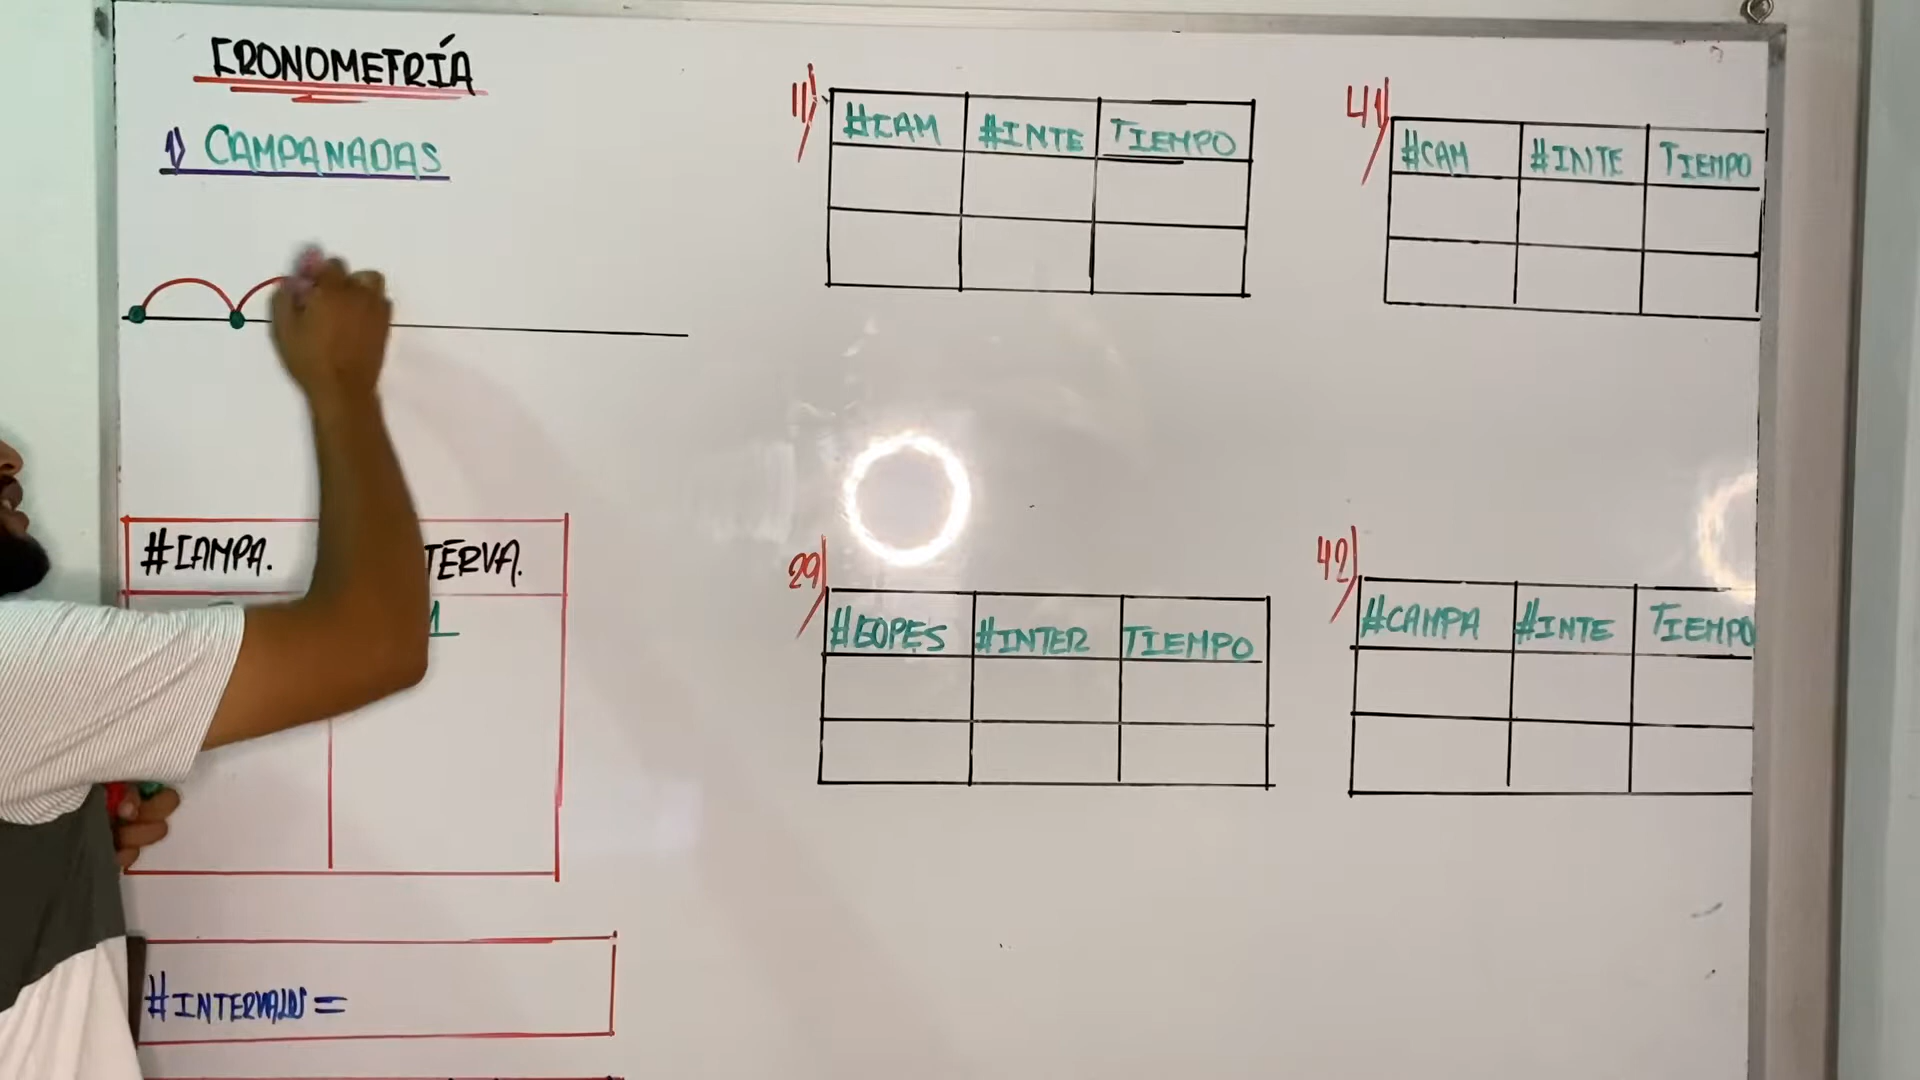 CRONOMETRÍA
1) CAMPANADAS
#CAMPA. TERVA.
1
#INTERVALOS =
11)
#CAM #INTE TIEMPO
29)
#GOPES #INTER TIEMPO
41)
#CAM #INTE TIEMPO
42)
#CAMPA #INTE TIEMPO